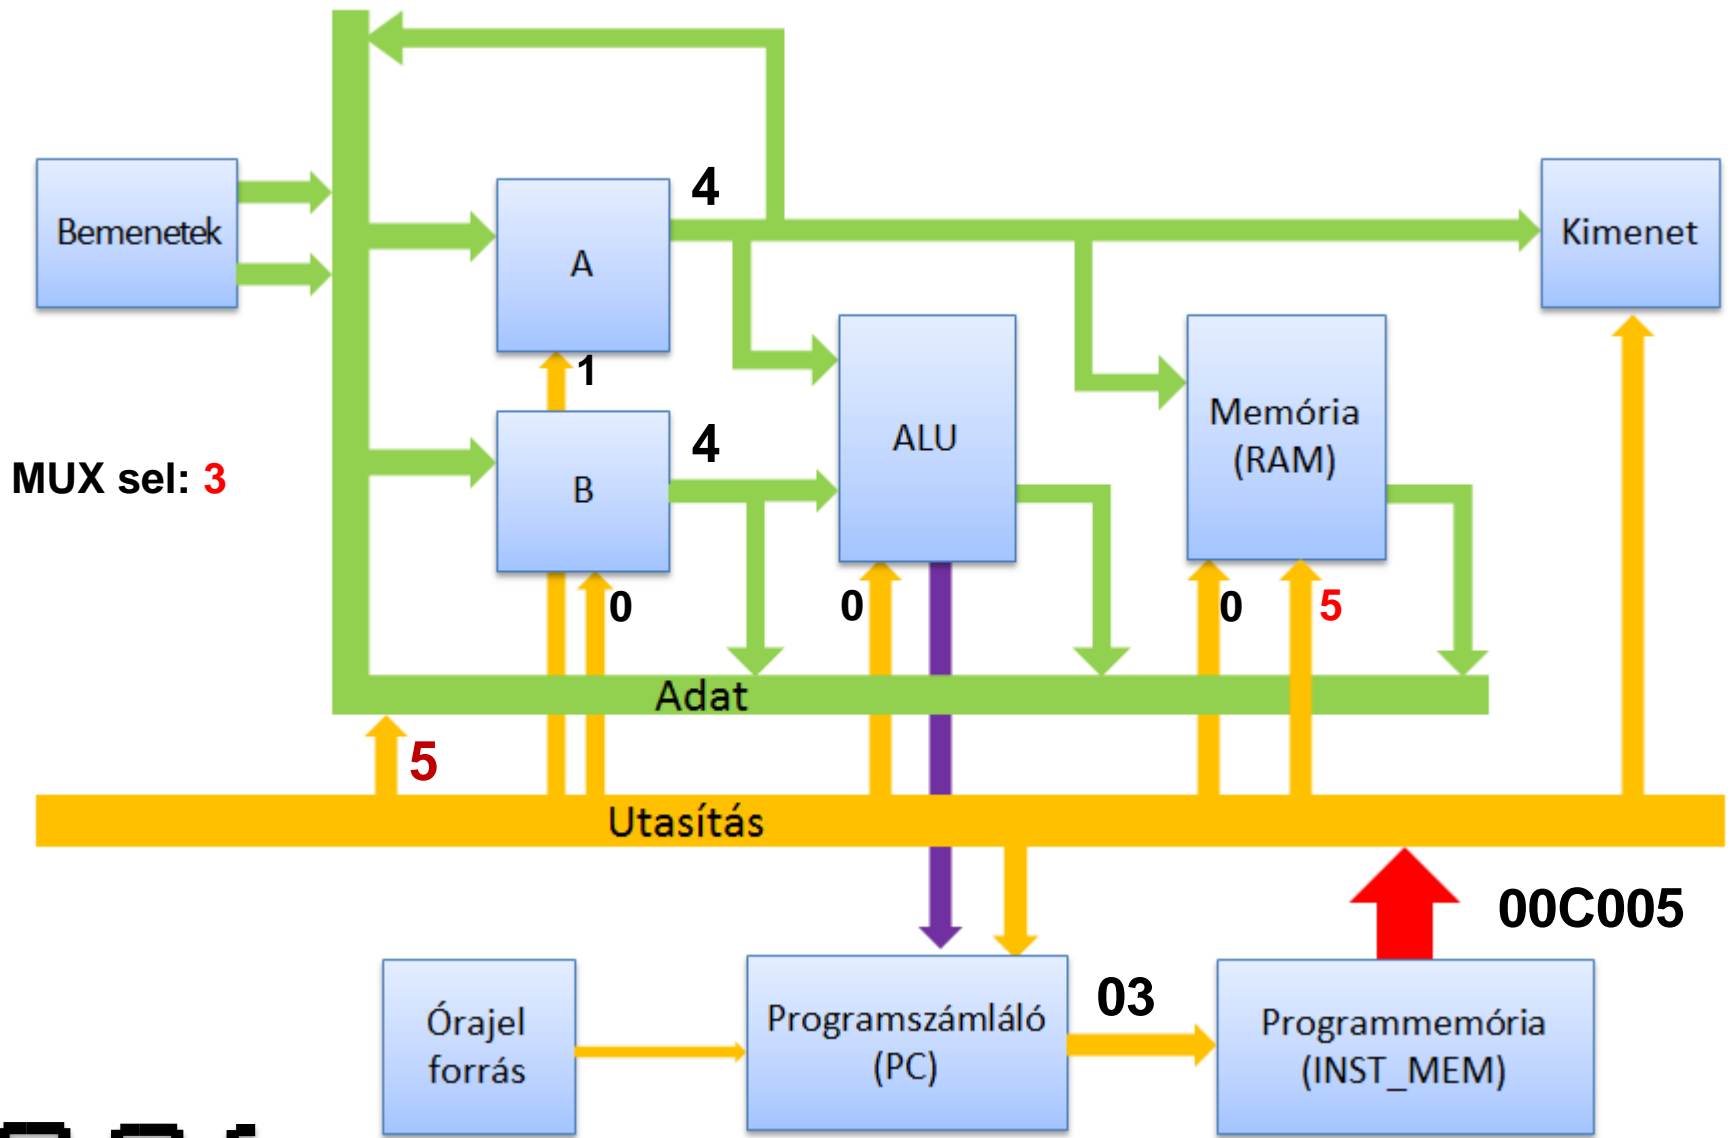 4
Bemenetek
A
Kimenet
1
Memória
(RAM)
ALU
4
MUX sel: 3
B
0
0
0
5
Adat
5
Utasítás
00C005
03
Órajel
forrás
Programszámláló
(PC)
Programmemória
(INST_MEM)